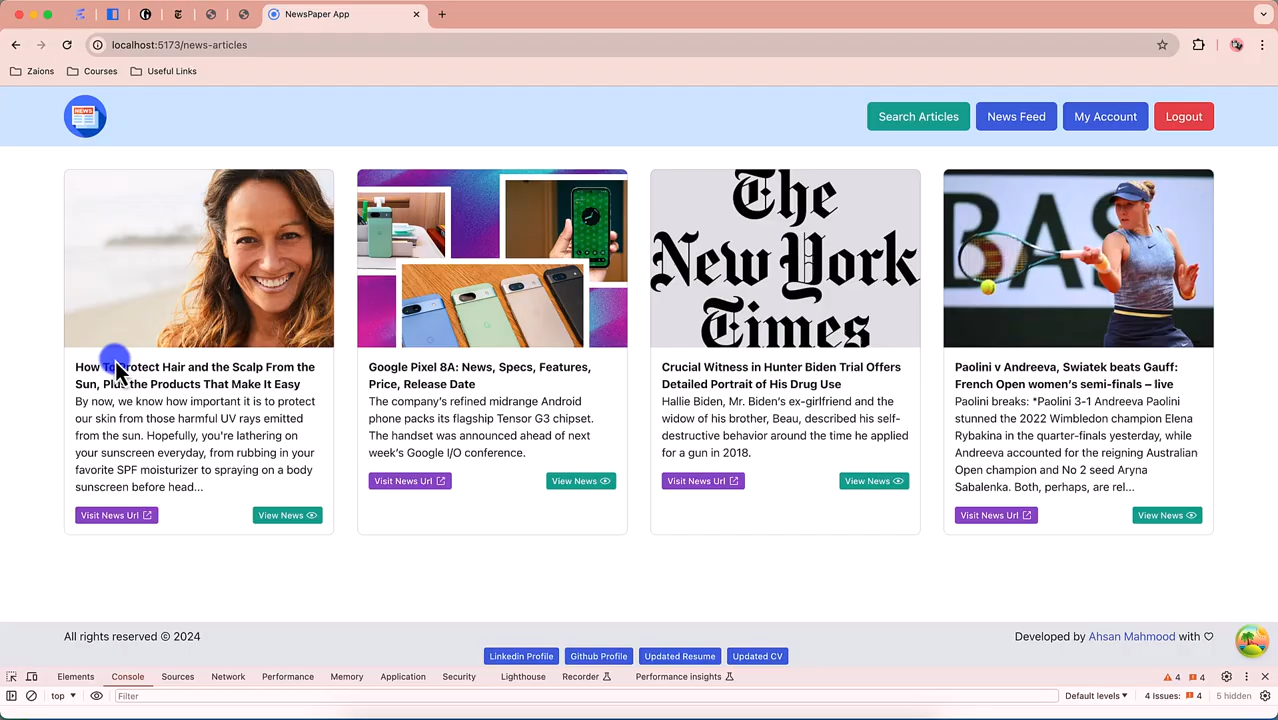 NewsPaper App
localhost:5173/news-articles
Zaions
Courses
Useful Links
NEWS
Search Articles
News Feed
My Account
Logout
The
New York
Times
How To Protect Hair and the Scalp From the
Sun, Plus the Products That Make It Easy
By now, we know how important it is to protect
our skin from those harmful UV rays emitted
from the sun. Hopefully, you're lathering on
your sunscreen everyday, from rubbing in your
favorite SPF moisturizer to spraying on a body
sunscreen before head...
Visit News Url
View News
Google Pixel 8A: News, Specs, Features,
Price, Release Date
The company's refined midrange Android
phone packs its flagship Tensor G3 chipset.
The handset was announced ahead of next
week's Google I/O conference.
Visit News Url
View News
Crucial Witness in Hunter Biden Trial Offers
Detailed Portrait of His Drug Use
Hallie Biden, Mr. Biden's ex-girlfriend and the
widow of his brother, Beau, described his self-
destructive behavior around the time he applied
for a gun in 2018.
Visit News Url
View News
Paolini v Andreeva, Swiatek beats Gauff:
French Open women's semi-finals – live
Paolini breaks: *Paolini 3-1 Andreeva Paolini
stunned the 2022 Wimbledon champion Elena
Rybakina in the quarter-finals yesterday, while
Andreeva accounted for the reigning Australian
Open champion and No 2 seed Aryna
Sabalenka. Both, perhaps, are rel...
Visit News Url
View News
All rights reserved © 2024
Developed by Ahsan Mahmood with
Linkedin Profile
Github Profile
Updated Resume
Updated CV
Elements
Console
Sources
Network
Performance
Memory
Application
Security
Lighthouse
Recorder
Performance insights
4
4
top
Filter
Default levels
4 Issues:
4
5 hidden